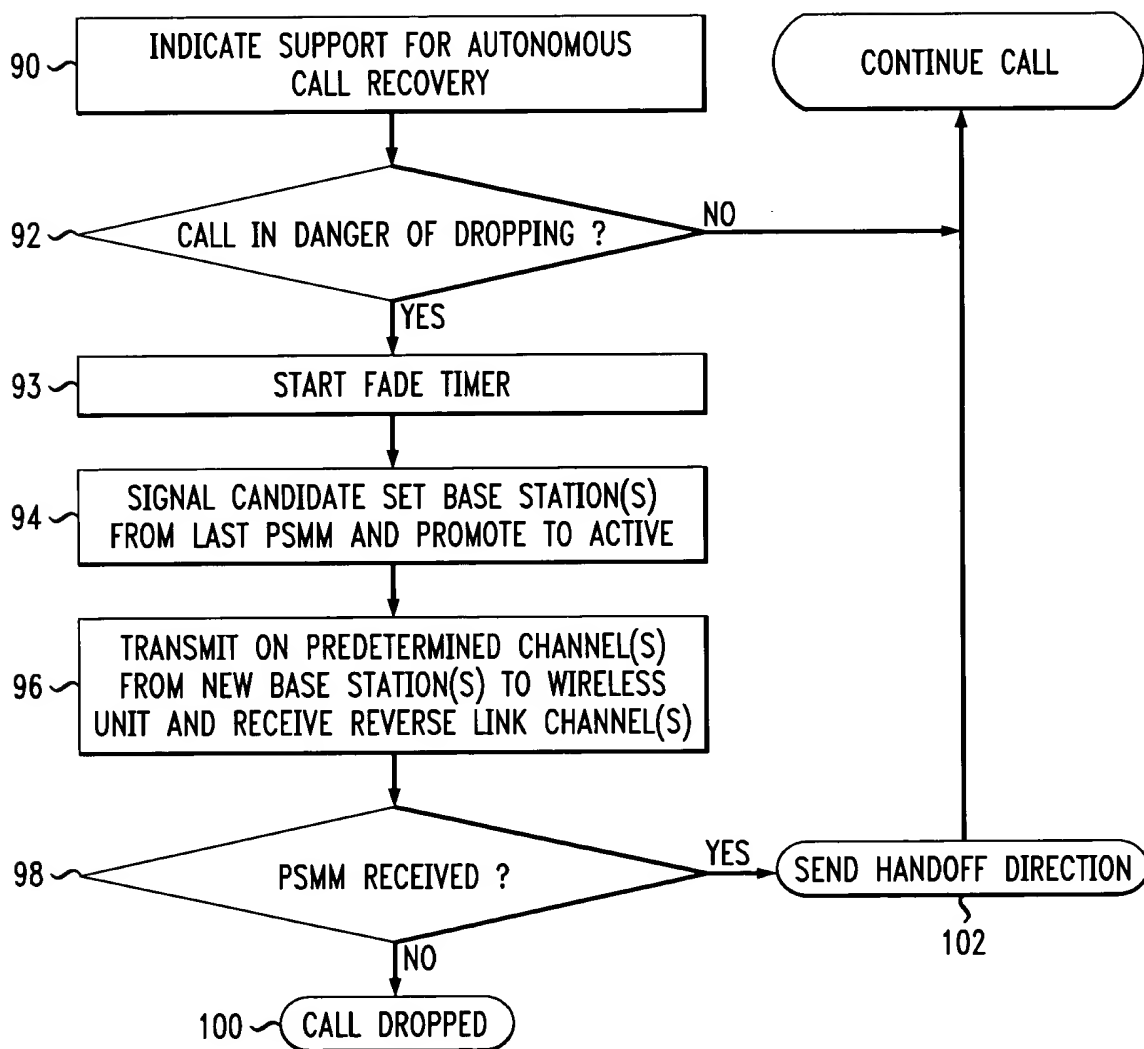 90
INDICATE SUPPORT FOR AUTONOMOUS
CALL RECOVERY
CONTINUE CALL
92
CALL IN DANGER OF DROPPING ?
NO
YES
93
START FADE TIMER
94
SIGNAL CANDIDATE SET BASE STATION(S)
FROM LAST PSMM AND PROMOTE TO ACTIVE
96
TRANSMIT ON PREDETERMINED CHANNEL(S)
FROM NEW BASE STATION(S) TO WIRELESS
UNIT AND RECEIVE REVERSE LINK CHANNEL(S)
98
PSMM RECEIVED ?
YES
SEND HANDOFF DIRECTION
102
NO
100
CALL DROPPED